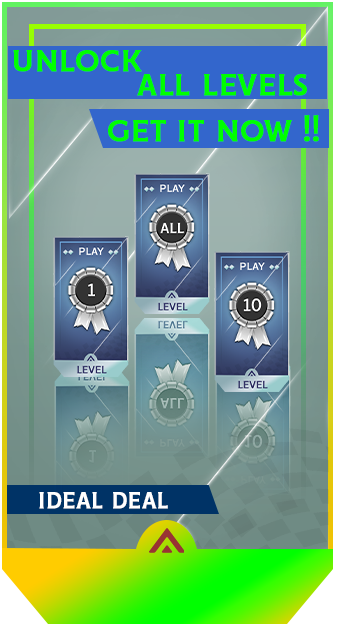 UNLOCK
ALL LEVELS
GET IT NOW !!
PLAY
ALL
LEVEL
PLAY
1
LEVEL
PLAY
10
LEVEL
IDEAL DEAL